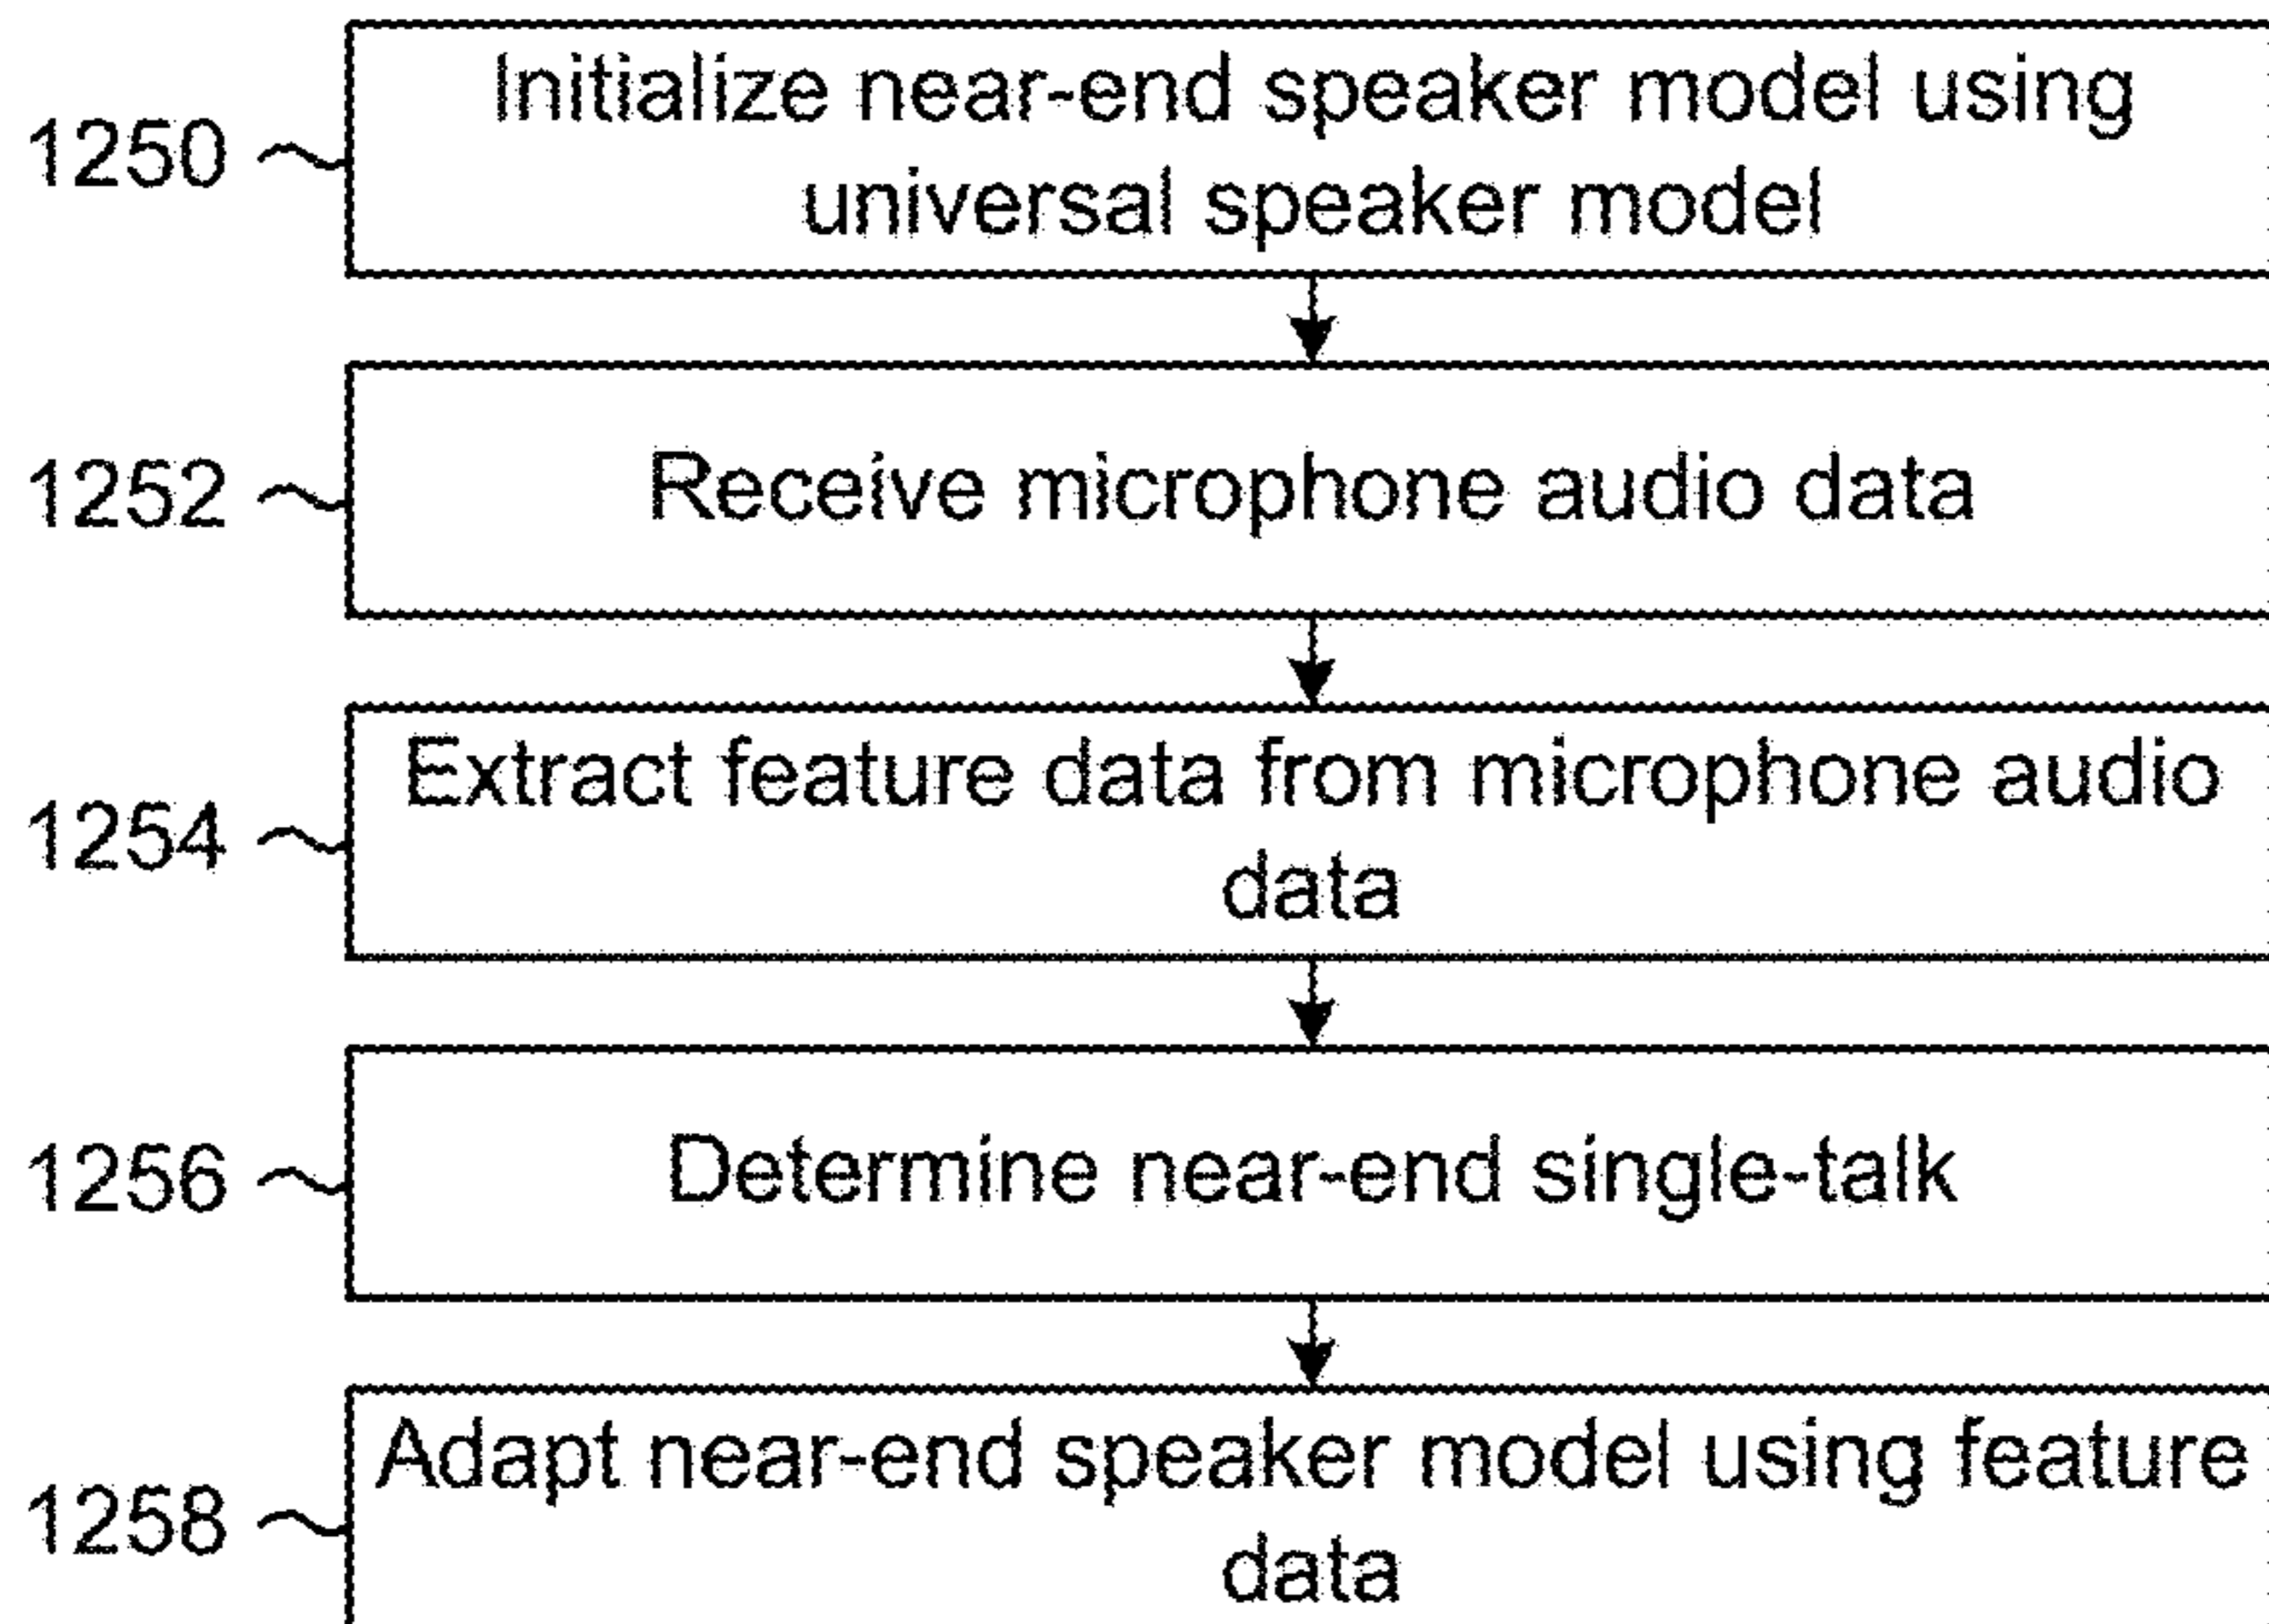 Initialize near-end speaker model using
1250
universal speaker model
1252
Receive microphone audio data
Extract feature data from microphone audio
1254
data
1256
Determine near-end single-talk
Adapt near-end speaker model using feature
1258
data